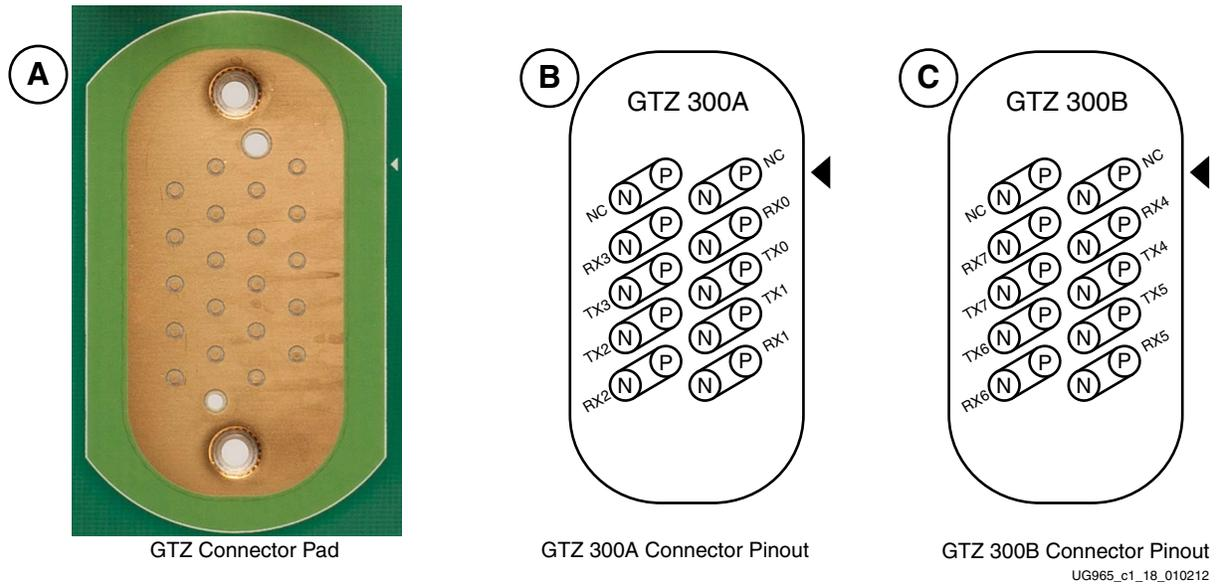 A
B
C
GTZ 300A
GTZ 300B
P P NC
NC N N
P P RX0
RX3 N N
P P TX0
TX3 N N
P P TX1
TX2 N N
P P RX1
RX2 N N
P P NC
NC N N
P P RX4
RX7 N N
P P TX4
TX7 N N
P P TX5
TX6 N N
P P RX5
RX6 N N
GTZ Connector Pad
GTZ 300A Connector Pinout
GTZ 300B Connector Pinout
UG965_c1_18_010212